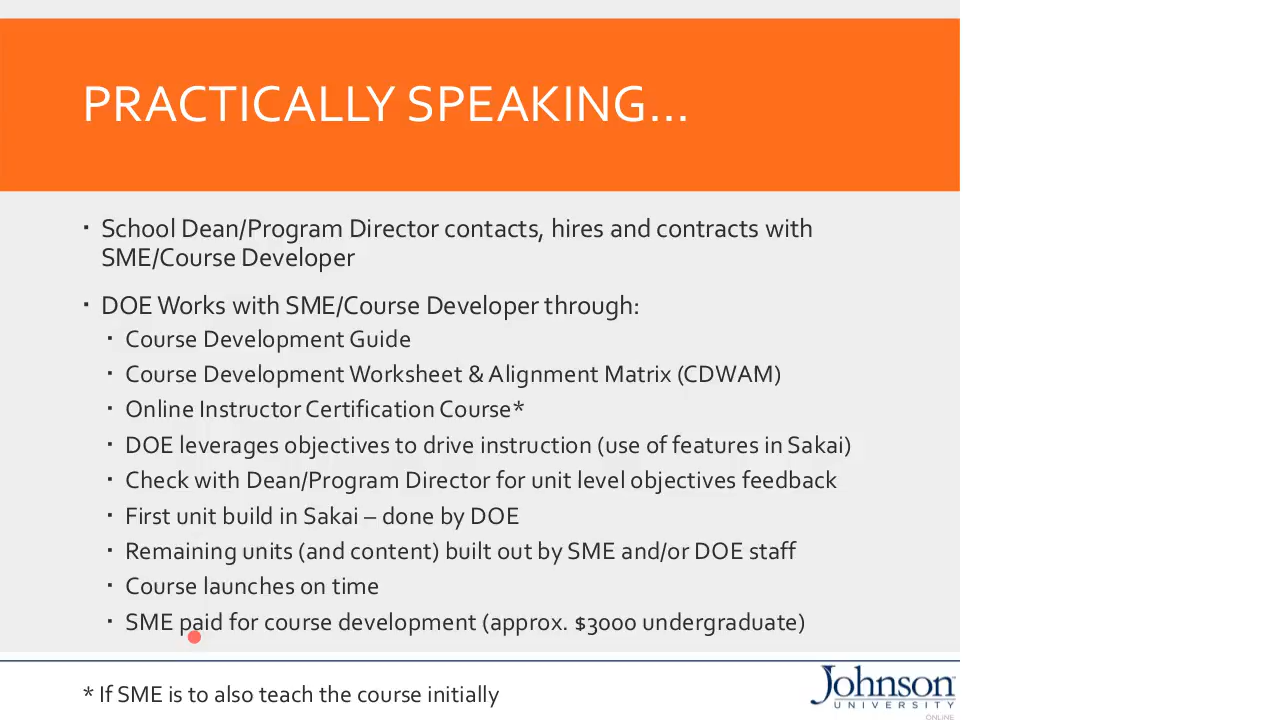 PRACTICALLY SPEAKING...
▪ School Dean/Program Director contacts, hires and contracts with
SME/Course Developer
▪ DOE Works with SME/Course Developer through:
▪ Course Development Guide
▪ Course Development Worksheet & Alignment Matrix (CDWAM)
▪ Online Instructor Certification Course*
▪ DOE leverages objectives to drive instruction (use of features in Sakai)
▪ Check with Dean/Program Director for unit level objectives feedback
▪ First unit build in Sakai – done by DOE
▪ Remaining units (and content) built out by SME and/or DOE staff
▪ Course launches on time
▪ SME paid for course development (approx. $3000 undergraduate)
* If SME is to also teach the course initially
Johnson
UNIVERSITY
ONLINE